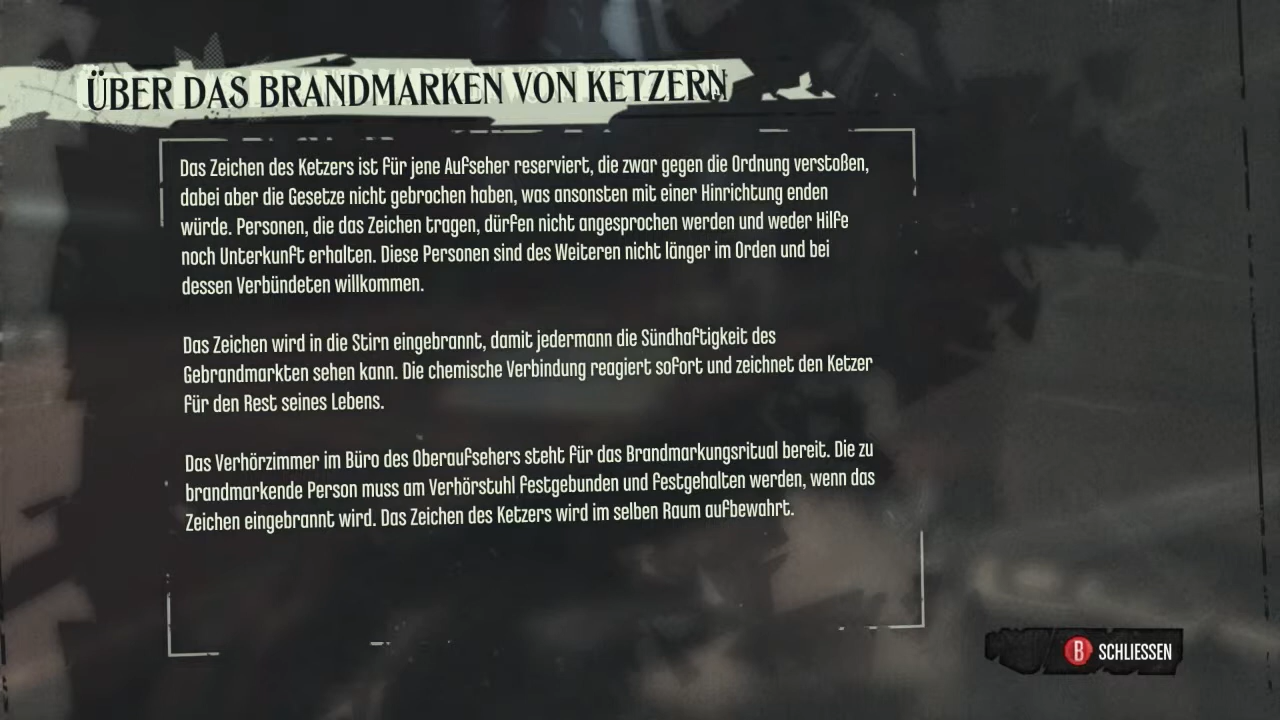 ÜBER DAS BRANDMARKEN VON KETZERN
Das Zeichen des Ketzers ist für jene Aufseher reserviert, die zwar gegen die Ordnung verstoßen,
dabei aber die Gesetze nicht gebrochen haben, was ansonsten mit einer Hinrichtung enden
würde. Personen, die das Zeichen tragen, dürfen nicht angesprochen werden und weder Hilfe
noch Unterkunft erhalten. Diese Personen sind des Weiteren nicht länger im Orden und bei
dessen Verbündeten willkommen.
Das Zeichen wird in die Stirn eingebrannt, damit jedermann die Sündhaftigkeit des
Gebrandmarkten sehen kann. Die chemische Verbindung reagiert sofort und zeichnet den Ketzer
für den Rest seines Lebens.
Das Verhörzimmer im Büro des Oberaufsehers steht für das Brandmarkungsritual bereit. Die zu
brandmarkende Person muss am Verhörstuhl festgebunden und festgehalten werden, wenn das
Zeichen eingebrannt wird. Das Zeichen des Ketzers wird im selben Raum aufbewahrt.
B SCHLIESSEN